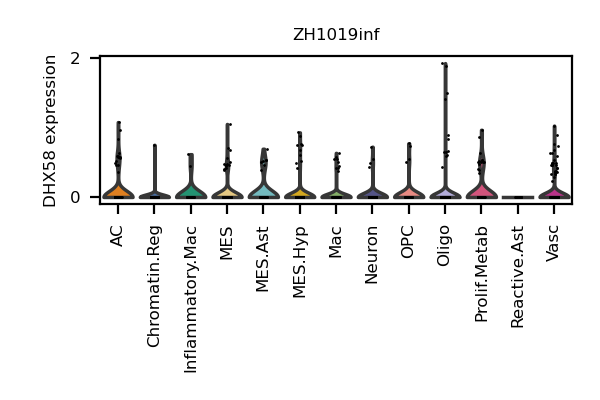 ZH1019inf
DHX58 expression
2
0
AC
Chromatin.Reg
Inflammatory.Mac
MES
MES.Ast
MES.Hyp
Mac
Neuron
OPC
Oligo
Prolif.Metab
Reactive.Ast
Vasc